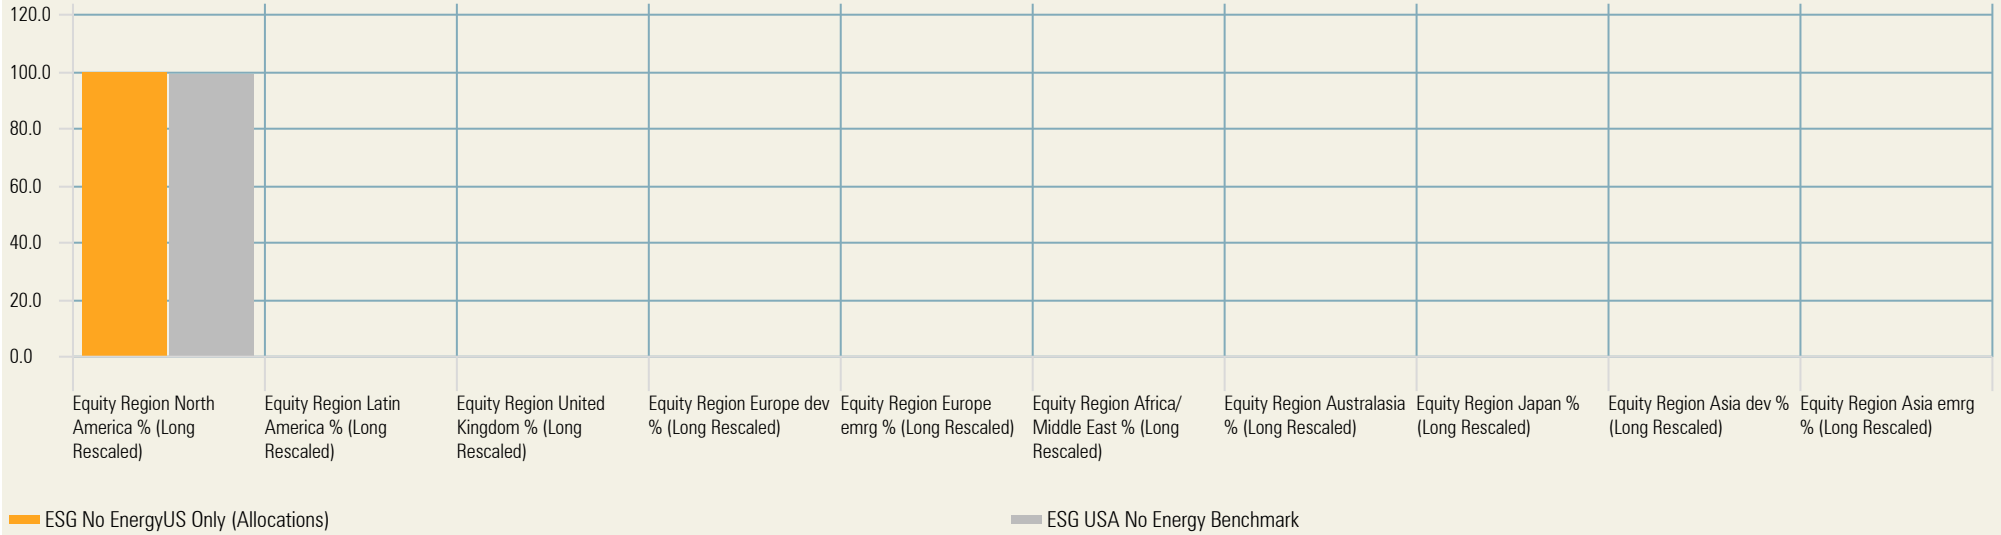 120.0
100.0
80.0
60.0
40.0
20.0
0.0
Equity Region North
America % (Long
Rescaled)
Equity Region Latin
America % (Long
Rescaled)
Equity Region United
Kingdom % (Long
Rescaled)
Equity Region Europe dev
% (Long Rescaled)
Equity Region Europe
emrg % (Long Rescaled)
Equity Region Africa/
Middle East % (Long
Rescaled)
Equity Region Australasia
% (Long Rescaled)
Equity Region Japan %
(Long Rescaled)
Equity Region Asia dev %
(Long Rescaled)
Equity Region Asia emrg
% (Long Rescaled)
ESG No EnergyUS Only (Allocations)
ESG USA No Energy Benchmark